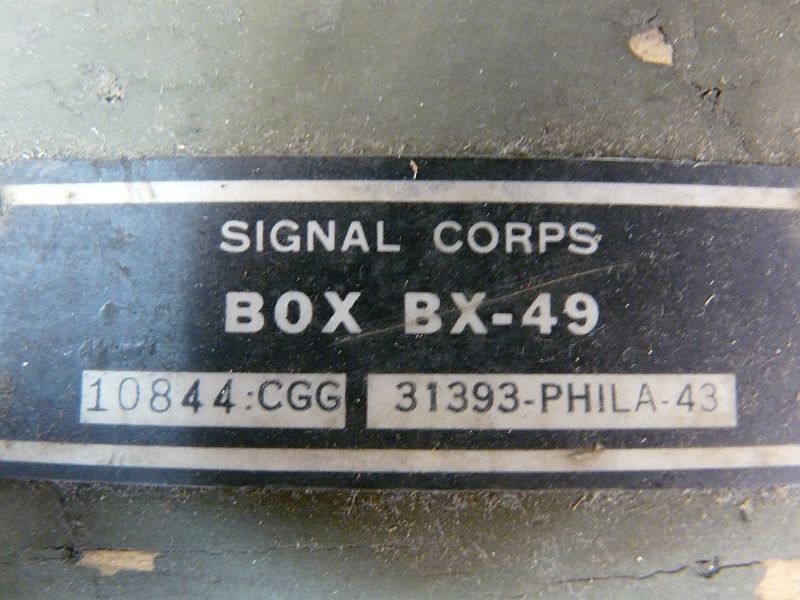 SIGNAL CORPS
BOX BX-49
10844:CGG 31393-PHILA-43